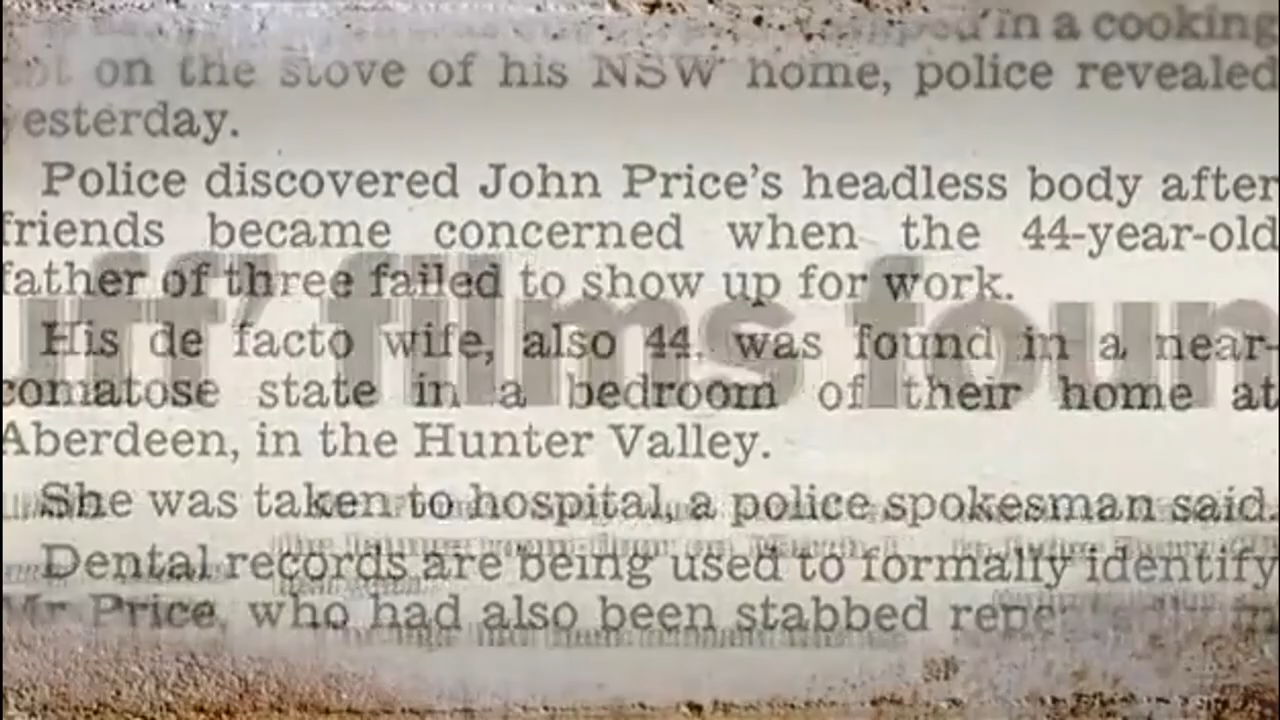 in a cooking
on the stove of his NSW home, police revealed
yesterday.
Police discovered John Price's headless body after
friends became concerned when the 44-year-old
father of three failed to show up for work.
His de facto wife, also 44, was found in a near-
comatose state in a bedroom of their home at
Aberdeen, in the Hunter Valley.
She was taken to hospital, a police spokesman said.
Dental records are being used to formally identify
Mr Price, who had also been stabbed
films foun